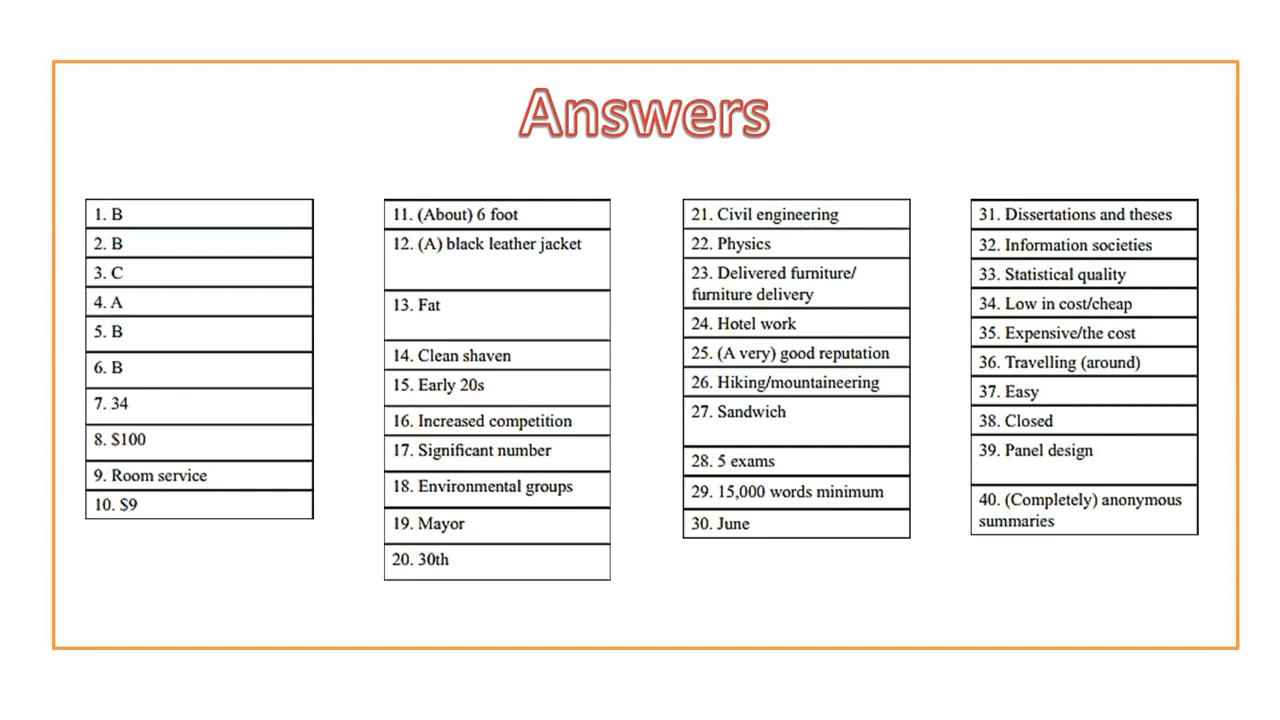 Answers
1. B
2. B
3. C
4. A
5. B
6. B
7. 34
8. $100
9. Room service
10. $9
11. (About) 6 foot
12. (A) black leather jacket
13. Fat
14. Clean shaven
15. Early 20s
16. Increased competition
17. Significant number
18. Environmental groups
19. Mayor
20. 30th
21. Civil engineering
22. Physics
23. Delivered furniture/
furniture delivery
24. Hotel work
25. (A very) good reputation
26. Hiking/mountaineering
27. Sandwich
28. 5 exams
29. 15,000 words minimum
30. June
31. Dissertations and theses
32. Information societies
33. Statistical quality
34. Low in cost/cheap
35. Expensive/the cost
36. Travelling (around)
37. Easy
38. Closed
39. Panel design
40. (Completely) anonymous
summaries